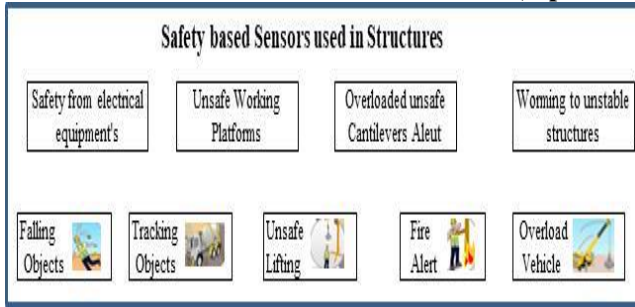 Safety based Sensors used in Structures
Safety from electrical
equipment's
Unsafe Working
Platforms
Overloaded unsafe
Cantilevers Aleut
Worming to unstable
structures
Falling
Objects
Tracking
Objects
Unsafe
Lifting
Fire
Alert
Overload
Vehicle